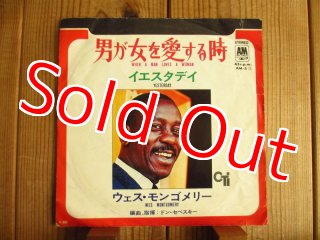 男が女を愛する時
WHEN A MAN LOVES A WOMAN
STEREO
A&M
イエスタデイ
YESTERDAY
Sold Out
CTi
ウェス・モンゴメリー
WES MONTGOMERY
編曲、指揮：ドン・セベスキー